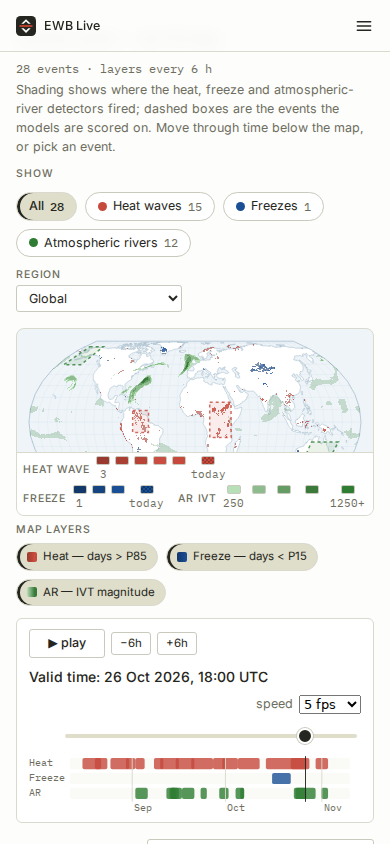 EWB Live
28 events · layers every 6 h
Shading shows where the heat, freeze and atmospheric-
river detectors fired; dashed boxes are the events the
models are scored on. Move through time below the map,
or pick an event.
SHOW
All 28
Heat waves 15
Freezes 1
Atmospheric rivers 12
REGION
Global
HEAT WAVE 3 today
FREEZE 1 today AR IVT 250 1250+
MAP LAYERS
Heat — days > P85
Freeze — days < P15
AR — IVT magnitude
▶ play −6h +6h
Valid time: 26 Oct 2026, 18:00 UTC
speed 5 fps
Heat
Freeze
AR
Sep Oct Nov